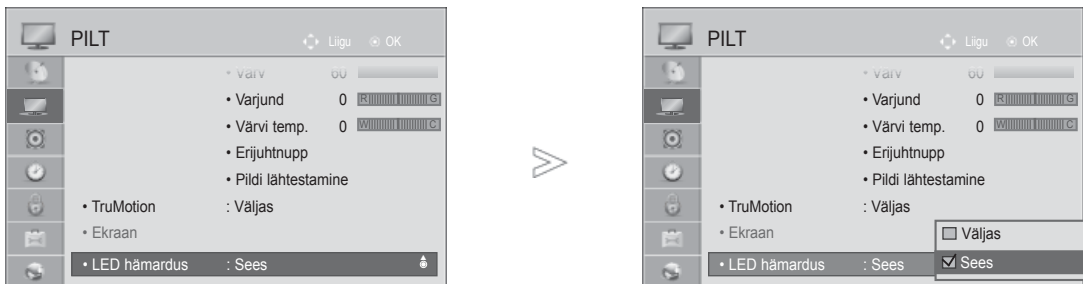 PILT Liigu OK
• Värv 60
• Varjund 0 R G
• Värvi temp. 0 W C
• Erijuhtnupp
• Pildi lähtestamine
• TruMotion : Väljas
• Ekraan
• LED hämardus : Sees
PILT Liigu OK
• Värv 60
• Varjund 0 R G
• Värvi temp. 0 W C
• Erijuhtnupp
• Pildi lähtestamine
• TruMotion : Väljas
• Ekraan
Väljas
• LED hämardus : Sees
Sees